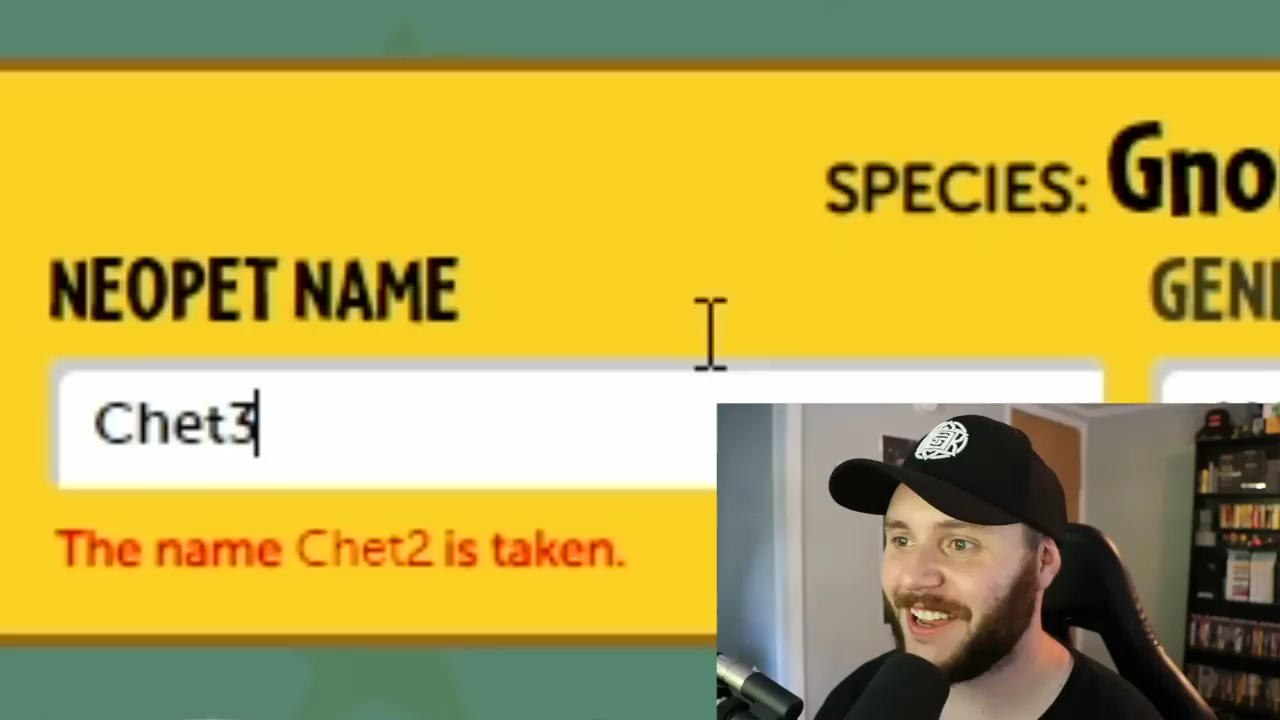 SPECIES: Gno
NEOPET NAME
GEN
Chet3
The name Chet2 is taken.